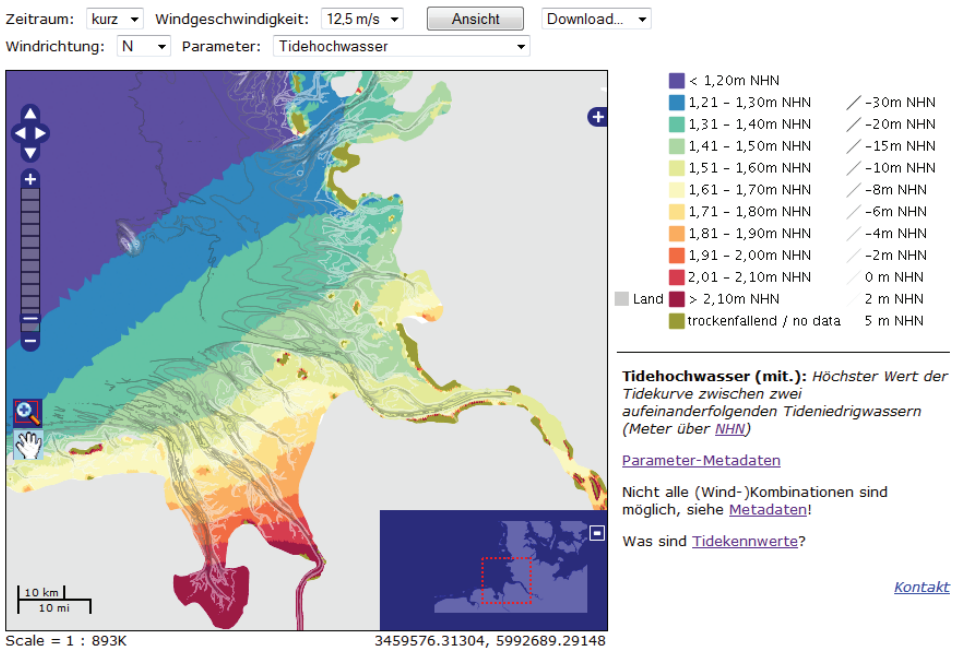 Zeitraum: kurz Windgeschwindigkeit: 12,5 m/s Ansicht Download...
Windrichtung: N Parameter: Tidehochwasser
< 1,20m NHN
1,21 – 1,30m NHN –30m NHN
1,31 – 1,40m NHN –20m NHN
1,41 – 1,50m NHN –15m NHN
1,51 – 1,60m NHN –10m NHN
1,61 – 1,70m NHN –8m NHN
1,71 – 1,80m NHN –6m NHN
1,81 – 1,90m NHN –4m NHN
1,91 – 2,00m NHN –2m NHN
2,01 – 2,10m NHN 0 m NHN
Land > 2,10m NHN 2 m NHN
trockenfallend / no data 5 m NHN
Tidehochwasser (mit.): Höchster Wert der
Tidekurve zwischen zwei
aufeinanderfolgenden Tideniedrigwassern
(Meter über NHN)
Parameter-Metadaten
Nicht alle (Wind-)Kombinationen sind
möglich, siehe Metadaten!
Was sind Tidekennwerte?
Kontakt
10 km
10 mi
Scale = 1 : 893K 3459576.31304, 5992689.29148